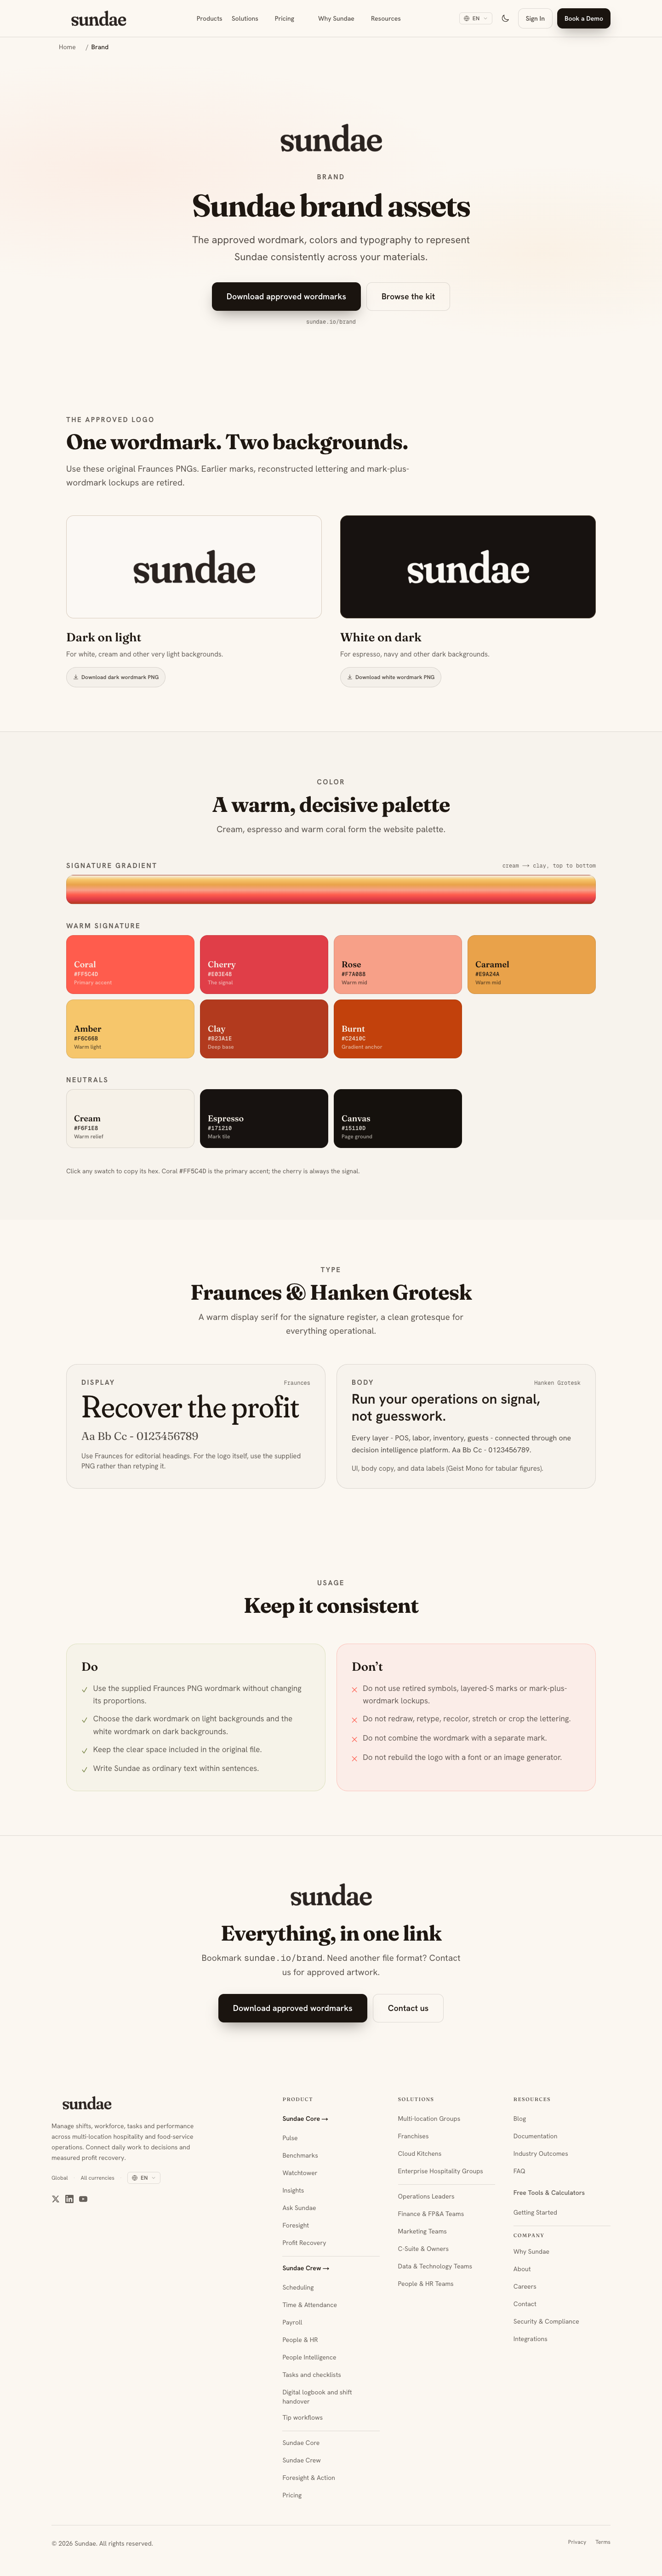 sundae
Products Solutions Pricing Why Sundae Resources
EN Sign In Book a Demo
Home / Brand
sundae
BRAND
Sundae brand assets
The approved wordmark, colors and typography to represent
Sundae consistently across your materials.
Download approved wordmarks Browse the kit
sundae.io/brand
THE APPROVED LOGO
One wordmark. Two backgrounds.
Use these original Fraunces PNGs. Earlier marks, reconstructed lettering and mark-plus-
wordmark lockups are retired.
sundae sundae
Dark on light
For white, cream and other very light backgrounds.
Download dark wordmark PNG
White on dark
For espresso, navy and other dark backgrounds.
Download white wordmark PNG
COLOR
A warm, decisive palette
Cream, espresso and warm coral form the website palette.
SIGNATURE GRADIENT cream → clay, top to bottom
WARM SIGNATURE
Coral
#FF5C4D
Primary accent
Cherry
#E03E48
The signal
Rose
#F7A088
Warm mid
Caramel
#E9A24A
Warm mid
Amber
#F6C66B
Warm light
Clay
#B23A1E
Deep base
Burnt
#C2410C
Gradient anchor
NEUTRALS
Cream
#F6F1E8
Warm relief
Espresso
#171210
Mark tile
Canvas
#15110D
Page ground
Click any swatch to copy its hex. Coral #FF5C4D is the primary accent; the cherry is always the signal.
TYPE
Fraunces & Hanken Grotesk
A warm display serif for the signature register, a clean grotesque for
everything operational.
DISPLAY Fraunces
Recover the profit
Aa Bb Cc - 0123456789
Use Fraunces for editorial headings. For the logo itself, use the supplied
PNG rather than retyping it.
BODY Hanken Grotesk
Run your operations on signal,
not guesswork.
Every layer - POS, labor, inventory, guests - connected through one
decision intelligence platform. Aa Bb Cc - 0123456789.
UI, body copy, and data labels (Geist Mono for tabular figures).
USAGE
Keep it consistent
Do
Use the supplied Fraunces PNG wordmark without changing
its proportions.
Choose the dark wordmark on light backgrounds and the
white wordmark on dark backgrounds.
Keep the clear space included in the original file.
Write Sundae as ordinary text within sentences.
Don't
Do not use retired symbols, layered-S marks or mark-plus-
wordmark lockups.
Do not redraw, retype, recolor, stretch or crop the lettering.
Do not combine the wordmark with a separate mark.
Do not rebuild the logo with a font or an image generator.
sundae
Everything, in one link
Bookmark sundae.io/brand. Need another file format? Contact
us for approved artwork.
Download approved wordmarks Contact us
sundae
Manage shifts, workforce, tasks and performance
across multi-location hospitality and food-service
operations. Connect daily work to decisions and
measured profit recovery.
Global All currencies EN
PRODUCT
Sundae Core →
Pulse
Benchmarks
Watchtower
Insights
Ask Sundae
Foresight
Profit Recovery
Sundae Crew →
Scheduling
Time & Attendance
Payroll
People & HR
People Intelligence
Tasks and checklists
Digital logbook and shift
handover
Tip workflows
Sundae Core
Sundae Crew
Foresight & Action
Pricing
SOLUTIONS
Multi-location Groups
Franchises
Cloud Kitchens
Enterprise Hospitality Groups
Operations Leaders
Finance & FP&A Teams
Marketing Teams
C-Suite & Owners
Data & Technology Teams
People & HR Teams
RESOURCES
Blog
Documentation
Industry Outcomes
FAQ
Free Tools & Calculators
Getting Started
COMPANY
Why Sundae
About
Careers
Contact
Security & Compliance
Integrations
© 2026 Sundae. All rights reserved. Privacy Terms